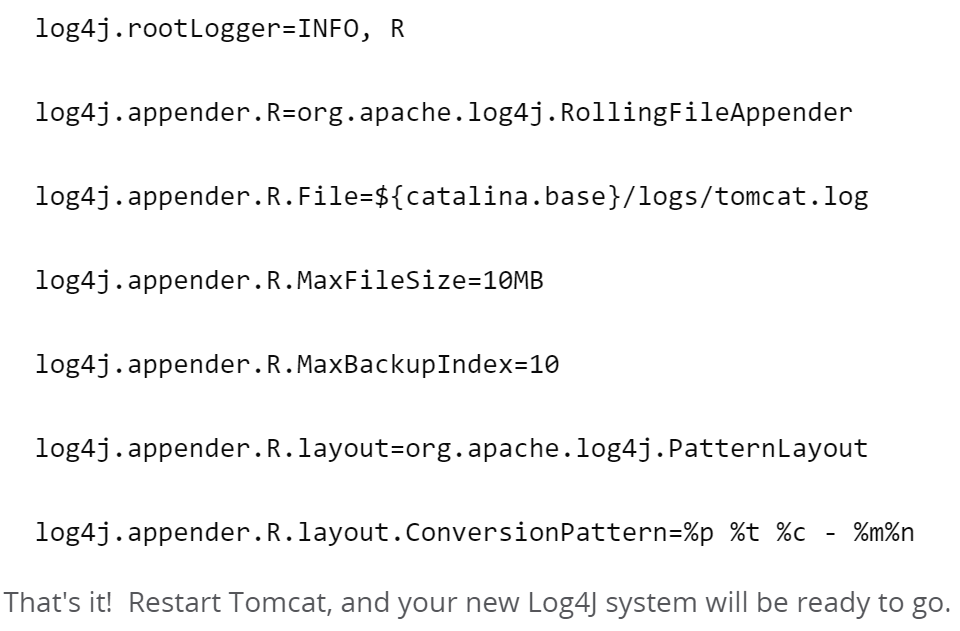 log4j.rootLogger=INFO, R
log4j.appender.R=org.apache.log4j.RollingFileAppender
log4j.appender.R.File=${catalina.base}/logs/tomcat.log
log4j.appender.R.MaxFileSize=10MB
log4j.appender.R.MaxBackupIndex=10
log4j.appender.R.layout=org.apache.log4j.PatternLayout
log4j.appender.R.layout.ConversionPattern=%p %t %c - %m%n
That's it!  Restart Tomcat, and your new Log4J system will be ready to go.